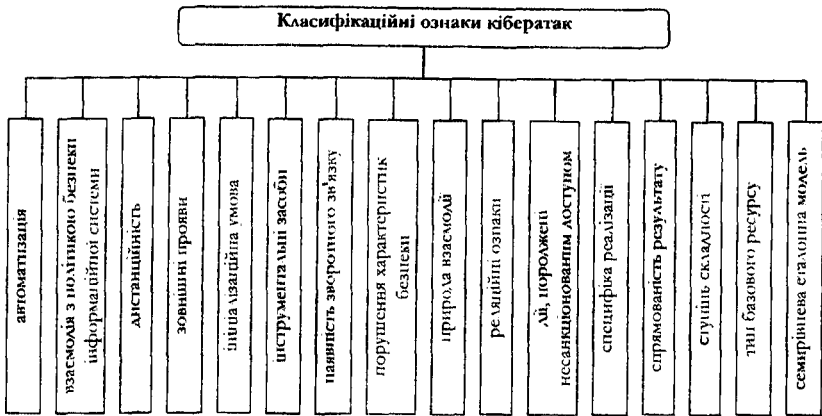 Класифікаційні ознаки кібератак
автоматизація
взаємодія з політикою безпеки
інформаційної системи
дистанційність
зовнішні прояви
ініціалізаційна умова
інструментальні засоби
наявність зворотного зв'язку
порушення характеристик
безпеки
природа взаємодії
реляційні ознаки
дії, породжені
несанкціонованим доступом
специфіка реалізації
спрямованість результату
ступінь складності
тип базового ресурсу
семирівнева еталонна модель